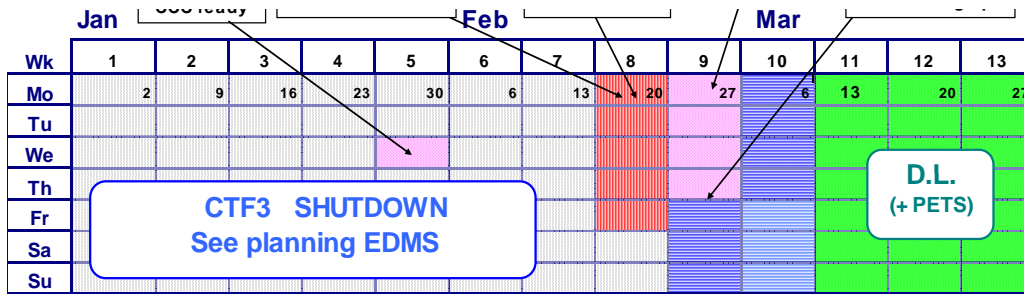 Jan Feb Mar
Wk 1 2 3 4 5 6 7 8 9 10 11 12 13
Mo 2 9 16 23 30 6 13 20 27 6 13 20 27
Tu
We
Th
Fr
Sa
Su
CTF3 SHUTDOWN
See planning EDMS
D.L.
(+ PETS)